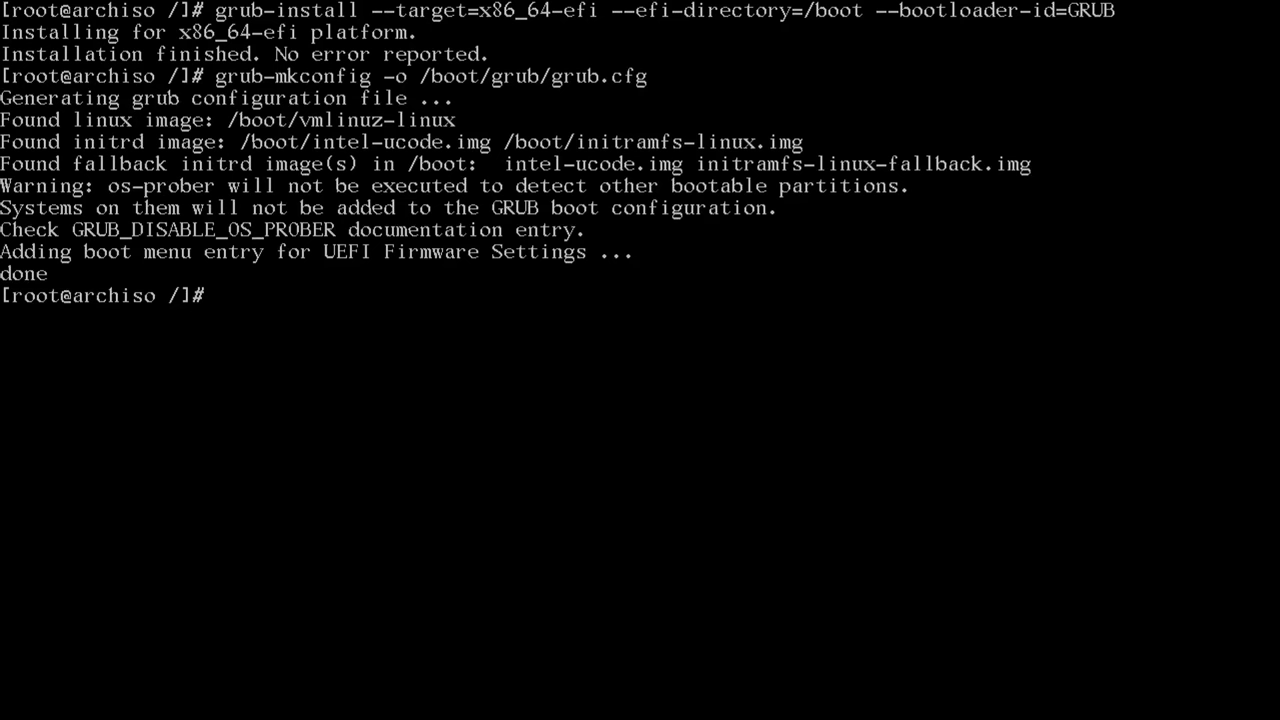 [root@archiso /]# grub-install --target=x86_64-efi --efi-directory=/boot --bootloader-id=GRUB
Installing for x86_64-efi platform.
Installation finished. No error reported.
[root@archiso /]# grub-mkconfig -o /boot/grub/grub.cfg
Generating grub configuration file ...
Found linux image: /boot/vmlinuz-linux
Found initrd image: /boot/intel-ucode.img /boot/initramfs-linux.img
Found fallback initrd image(s) in /boot:  intel-ucode.img initramfs-linux-fallback.img
Warning: os-prober will not be executed to detect other bootable partitions.
Systems on them will not be added to the GRUB boot configuration.
Check GRUB_DISABLE_OS_PROBER documentation entry.
Adding boot menu entry for UEFI Firmware Settings ...
done
[root@archiso /]#